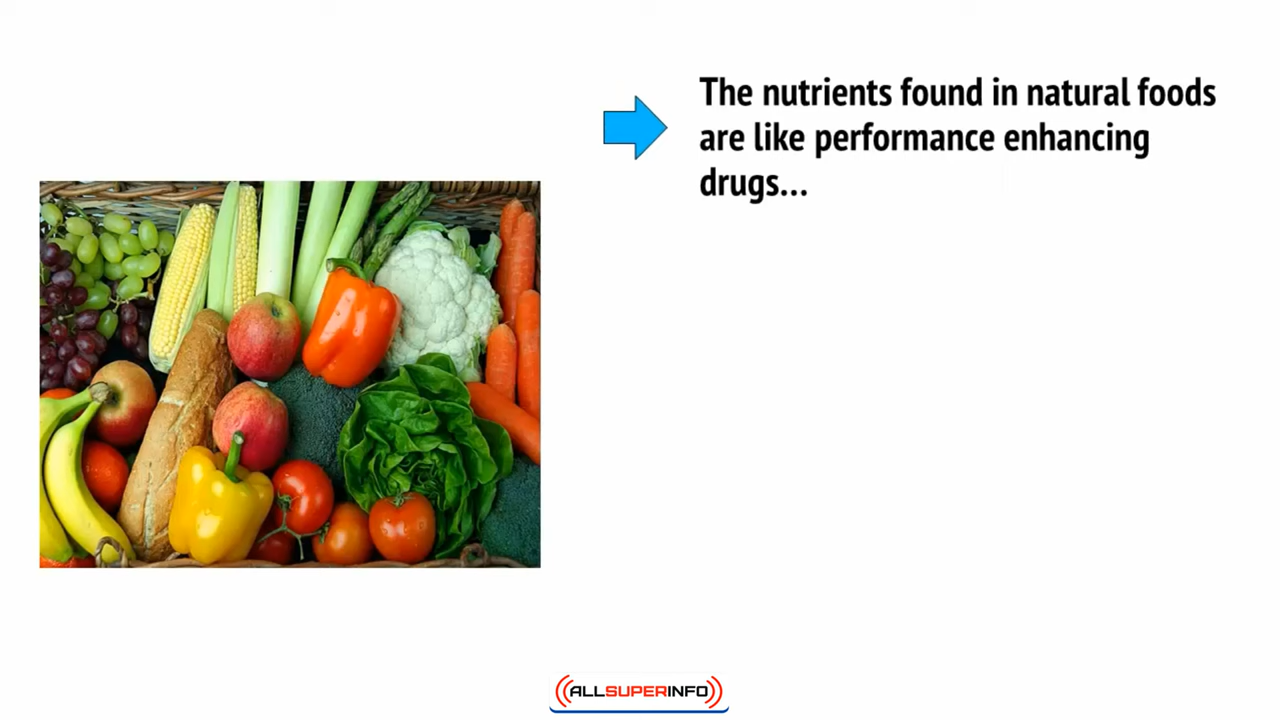 The nutrients found in natural foods
are like performance enhancing
drugs...
ALLSUPERINFO